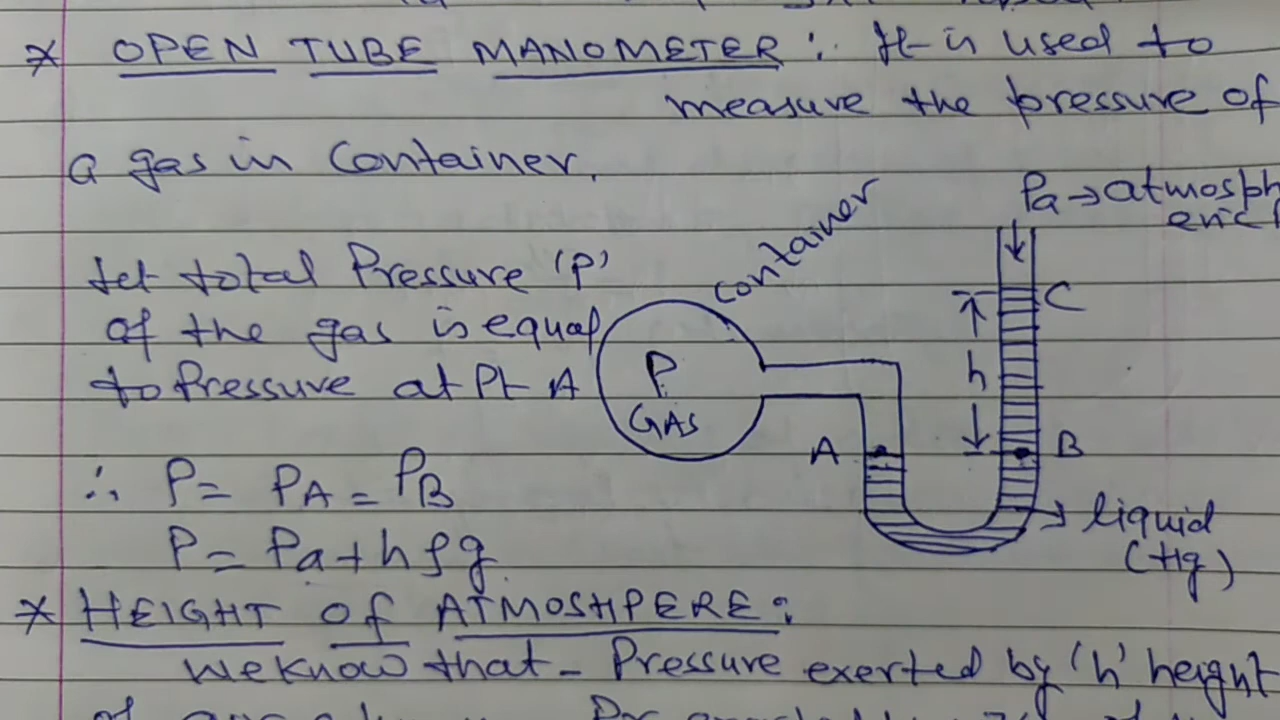 * OPEN TUBE MANOMETER : It is used to
measure the pressure of
a gas in Container.
Pa → atmosph
eric
container
let total Pressure 'P'
of the gas is equal
to Pressure at Pt A
P
GAS
C
h
A
B
∴ P = PA = PB
P = Pa + hρg
liquid
(Hg)
* HEIGHT Of ATMOSHPERE :
We know that - Pressure exerted by 'h' height
of